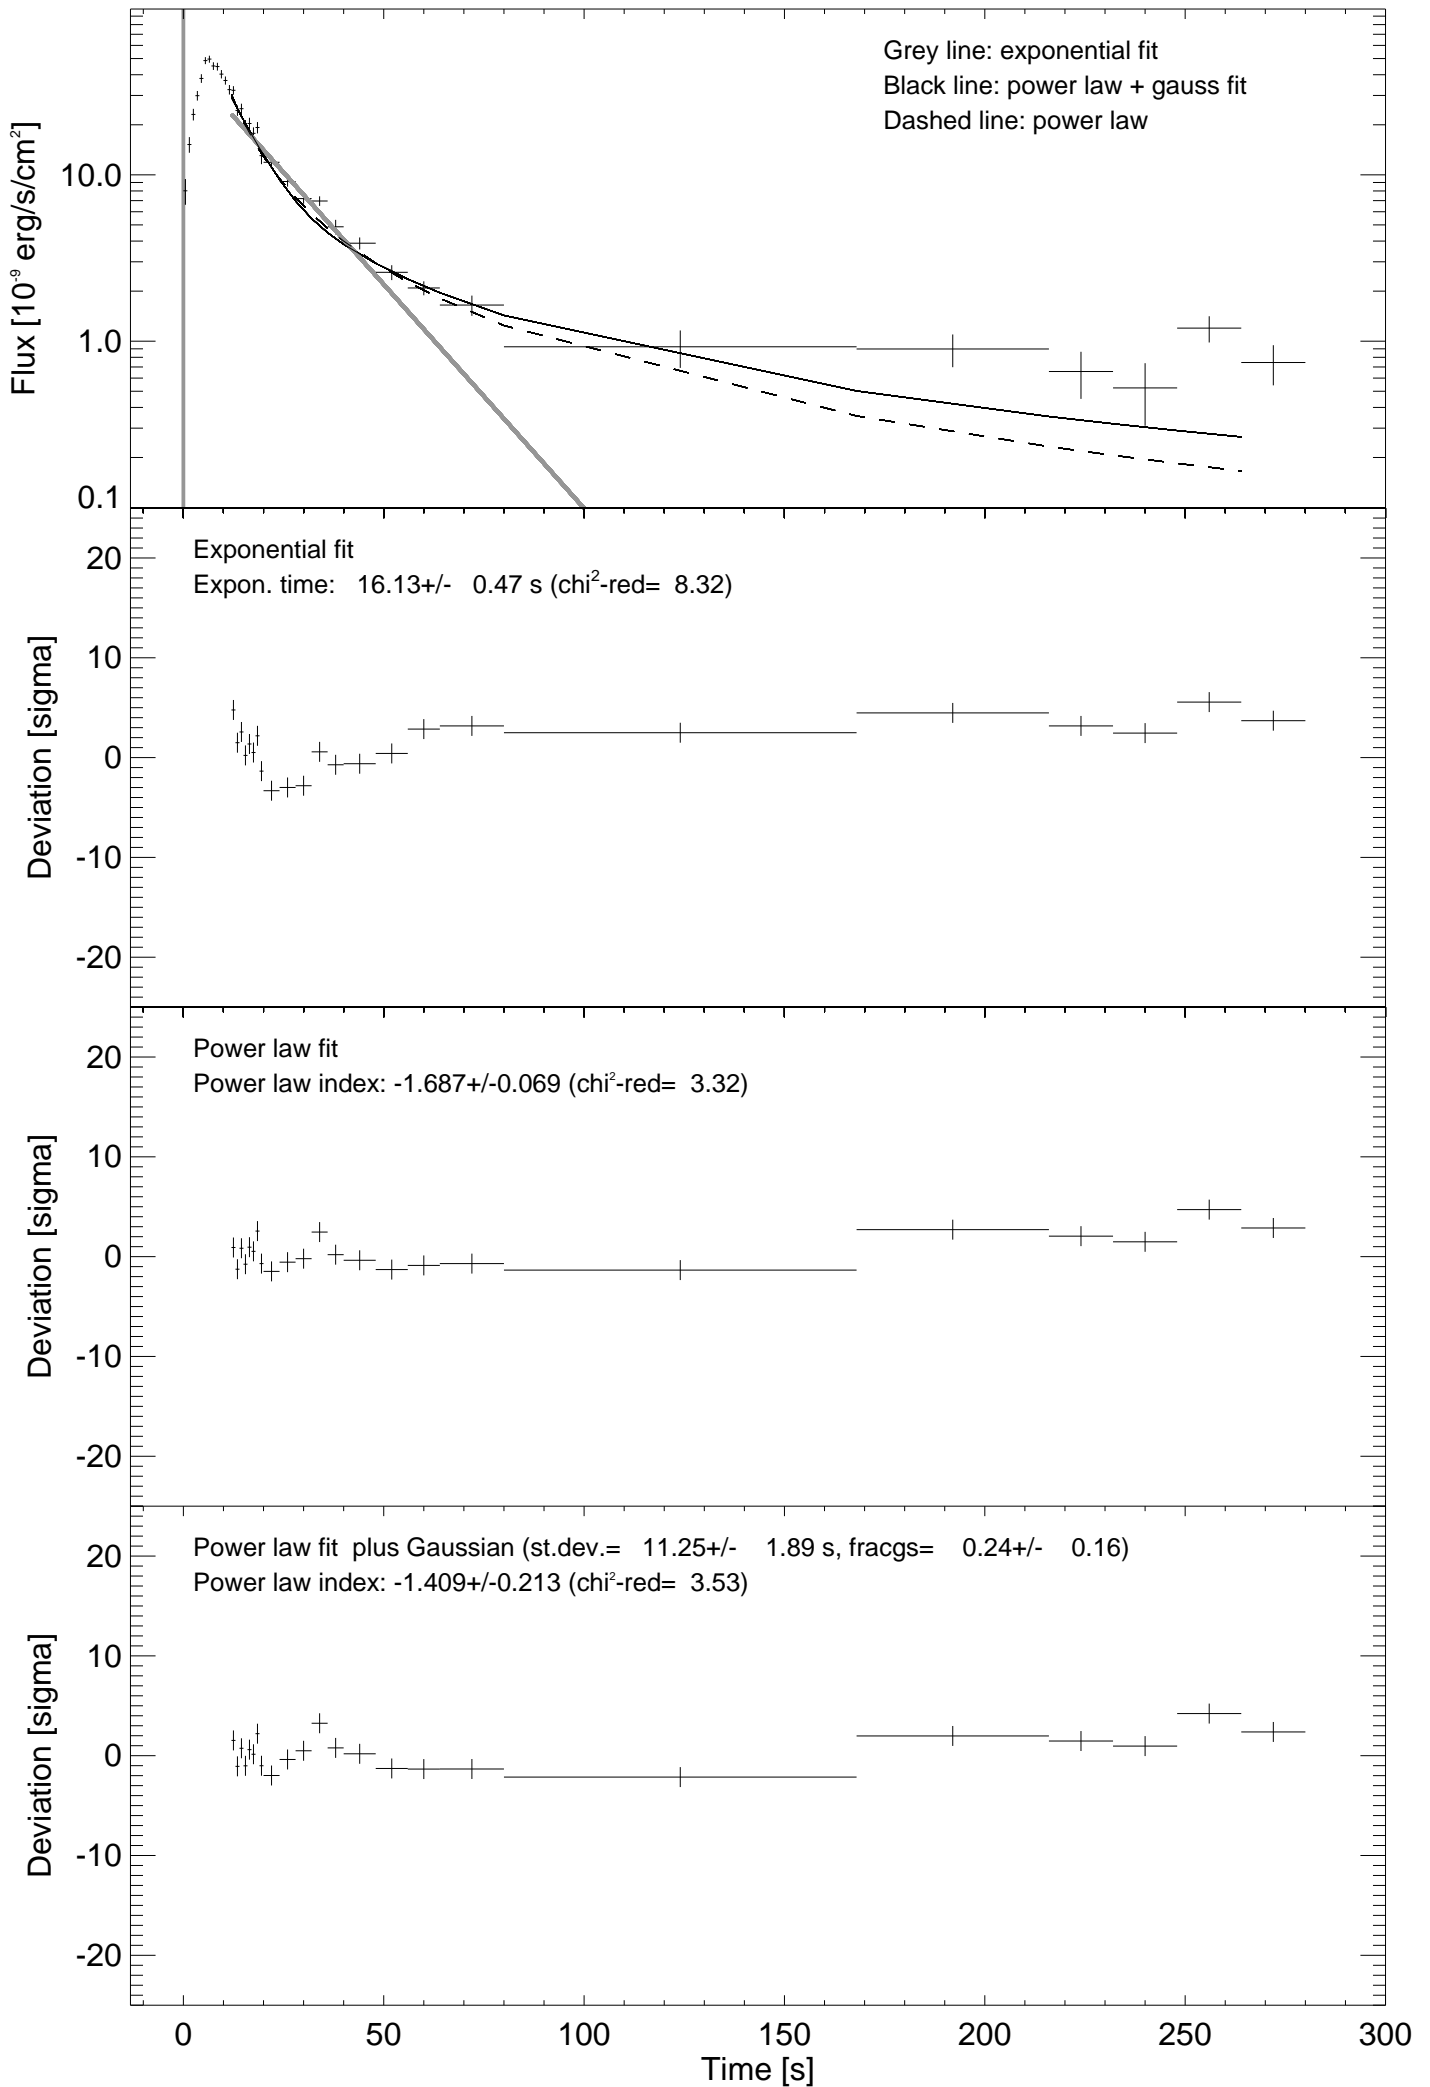 Grey line: exponential fit
Black line: power law + gauss fit
Dashed line: power law
Flux [10⁻⁹ erg/s/cm²]
10.0
1.0
0.1
Exponential fit
Expon. time: 16.13+/- 0.47 s (chi²-red= 8.32)
Deviation [sigma]
20
10
0
-10
-20
Power law fit
Power law index: -1.687+/-0.069 (chi²-red= 3.32)
Deviation [sigma]
20
10
0
-10
-20
Power law fit plus Gaussian (st.dev.= 11.25+/- 1.89 s, fracgs= 0.24+/- 0.16)
Power law index: -1.409+/-0.213 (chi²-red= 3.53)
Deviation [sigma]
20
10
0
-10
-20
0 50 100 150 200 250 300
Time [s]